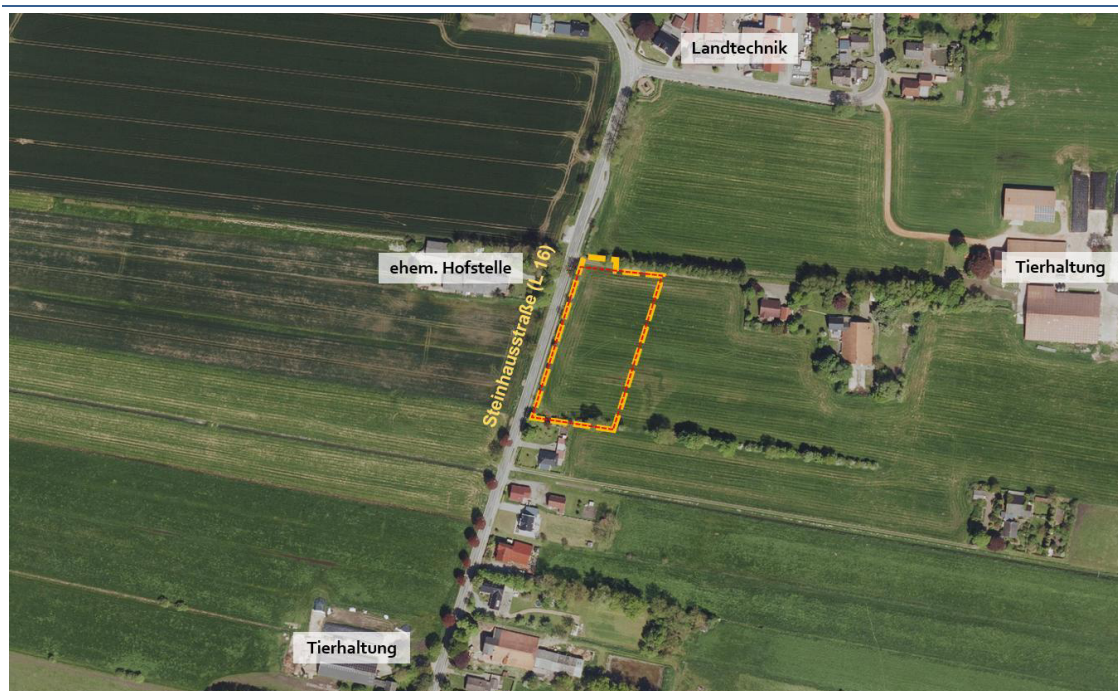 Landtechnik
ehem. Hofstelle
Tierhaltung
Steinhausstraße (L 16)
Tierhaltung